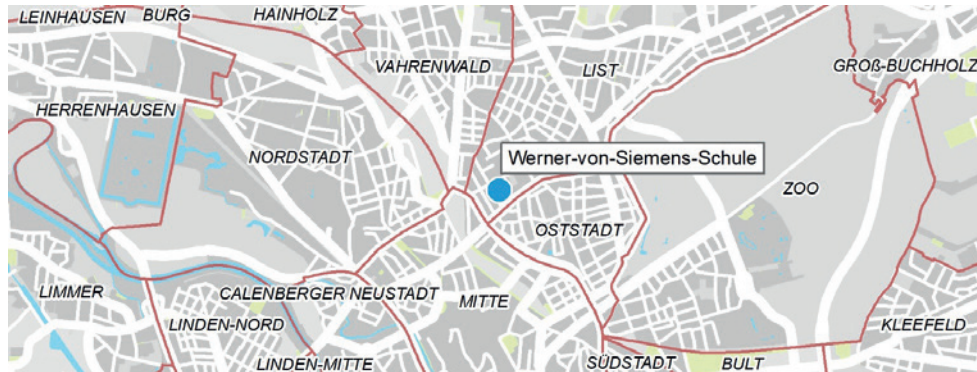 LEINHAUSEN
BURG
HAINHOLZ
VAHRENWALD
LIST
GROß-BUCHHOLZ
HERRENHAUSEN
NORDSTADT
Werner-von-Siemens-Schule
ZOO
OSTSTADT
LIMMER
CALENBERGER NEUSTADT
MITTE
LINDEN-NORD
KLEEFELD
LINDEN-MITTE
SÜDSTADT
BULT